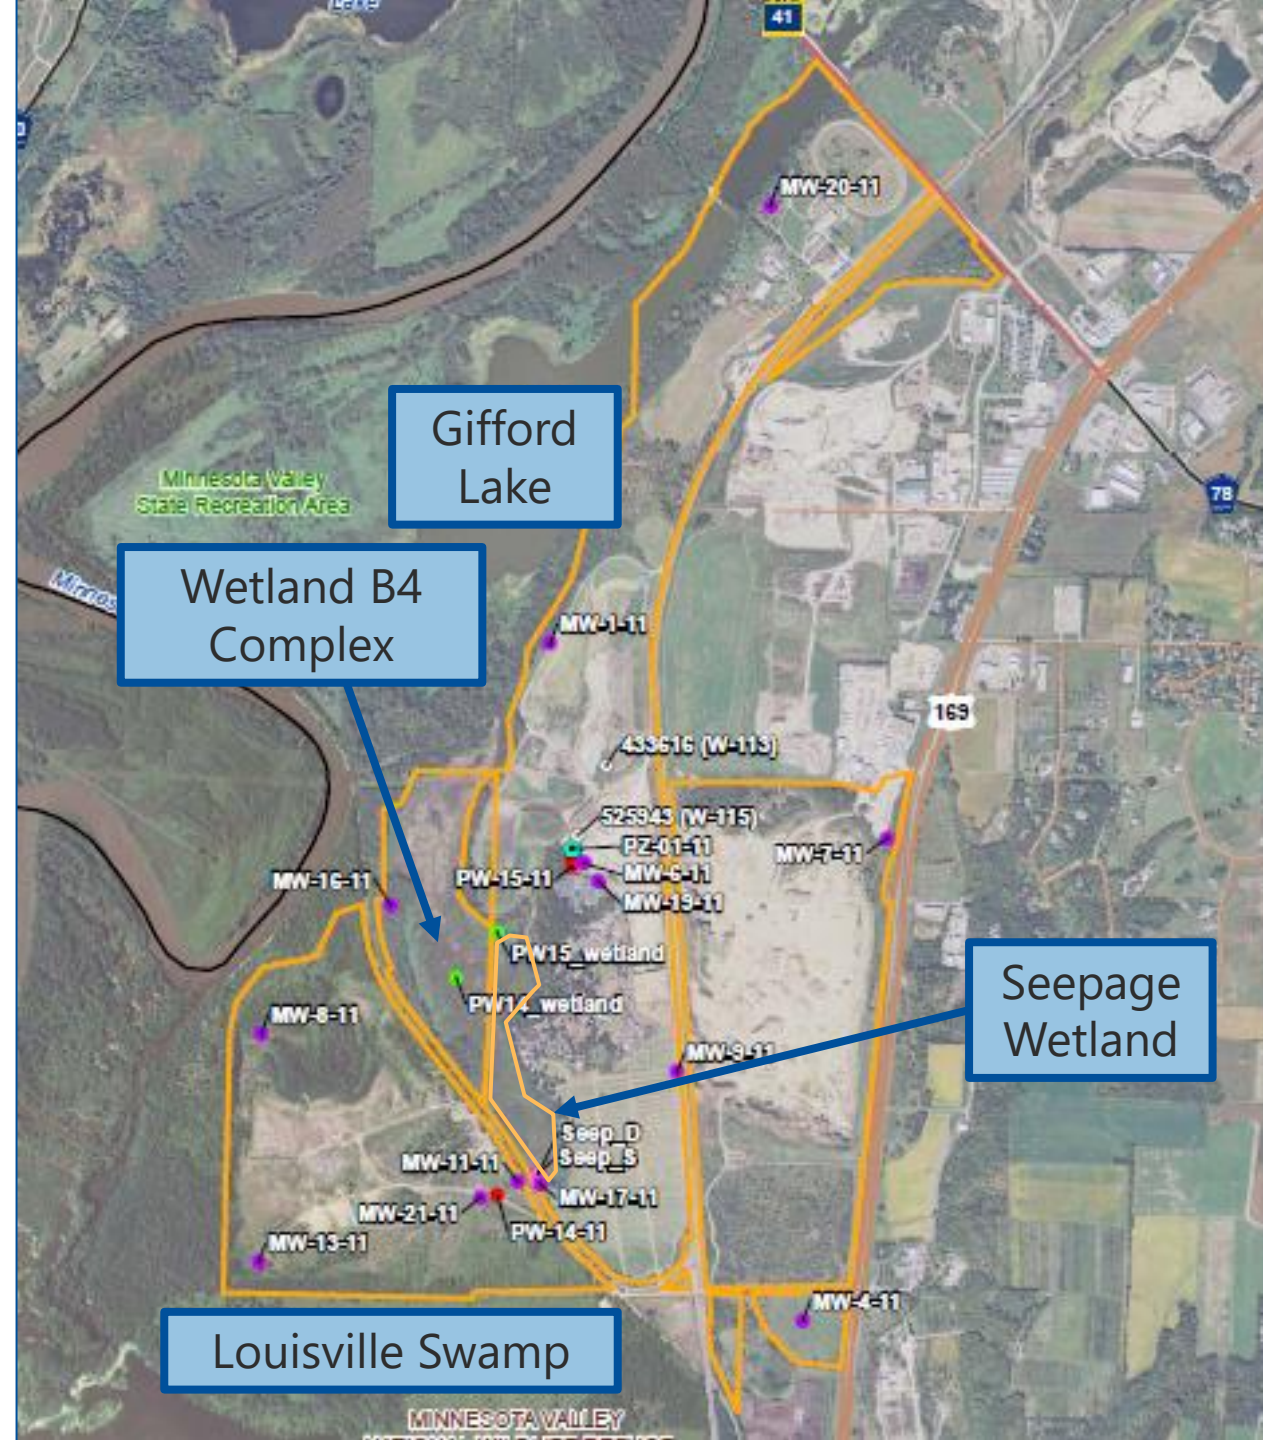 Lake
41
MW-20-11
Gifford
Lake
Minnesota Valley
State Recreation Area
78
Wetland B4
Complex
MW-1-11
169
433616 (W-113)
525943 (W-115)
PZ-01-11
MW-7-11
MW-16-11
PW-15-11
MW-6-11
MW-19-11
PW15_wetland
Seepage
Wetland
PW14_wetland
MW-8-11
MW-9-11
Seep_D
Seep_S
MW-11-11
MW-17-11
MW-21-11
PW-14-11
MW-13-11
MW-4-11
Louisville Swamp
MINNESOTA VALLEY